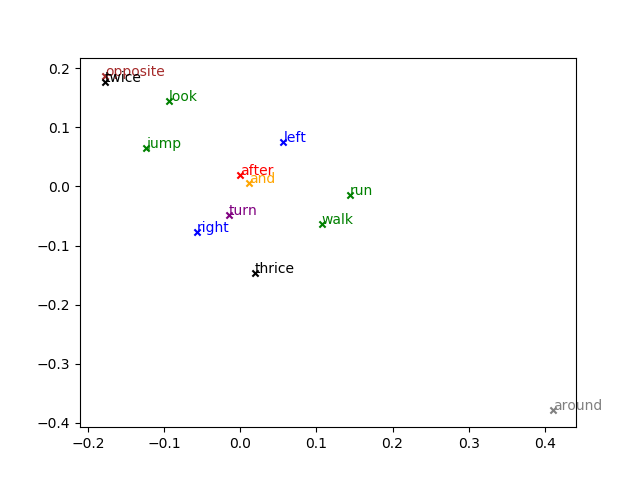 0.2
0.1
0.0
−0.1
−0.2
−0.3
−0.4
opposite
twice
look
jump
left
after
and
run
turn
walk
right
thrice
around
−0.2 −0.1 0.0 0.1 0.2 0.3 0.4